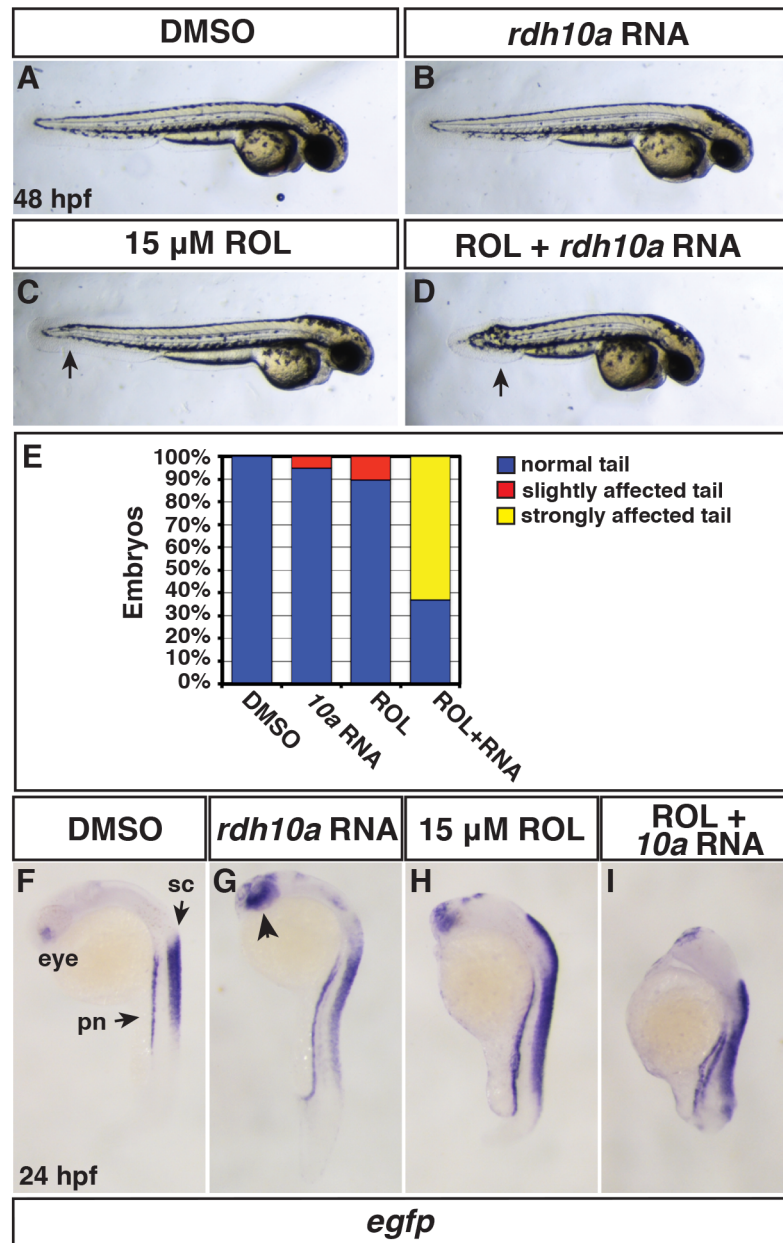 DMSO
rdh10a RNA
A
B
48 hpf
15 µM ROL
ROL + rdh10a RNA
C
D
E
100%
90%
80%
70%
60%
50%
40%
30%
20%
10%
0%
Embryos
DMSO
10a RNA
ROL
ROL+RNA
normal tail
slightly affected tail
strongly affected tail
DMSO
rdh10a RNA
15 µM ROL
ROL +
10a RNA
F
sc
eye
pn
24 hpf
G
H
I
egfp